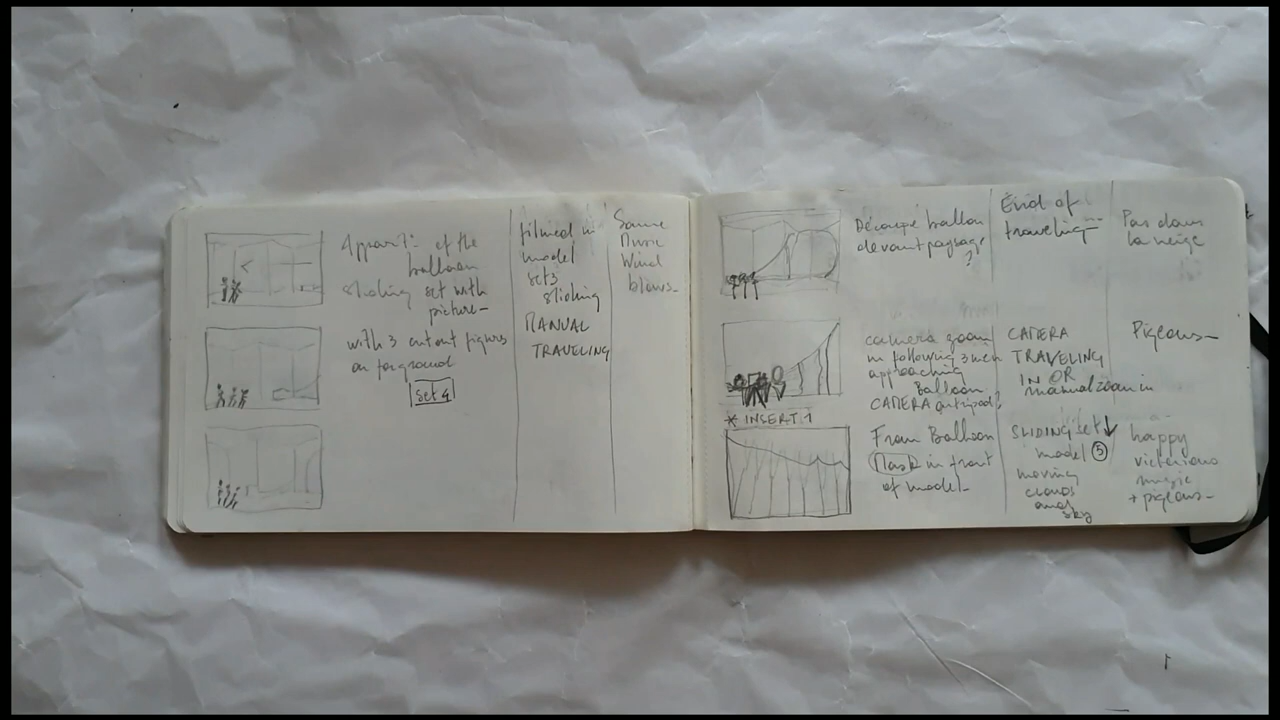 Apparit° of the
balloon
sliding set with
picture-
with 3 cutout figures
on forground
Set 4
filmed in
model
sets
sliding
MANUAL
TRAVELING
Same
Music
Wind
blows-
Découpe ballon
devant paysage
?
End of
traveling-
Pas dans
la neige
camera zoom
in following 3 men
approaching
Balloon
CAMERA
CAMERA
TRAVELING
IN OR
manual zoom in
Pigeons-
* INSERT 1
From Balloon
Mask in front
of model-
SLIDING set ↓
model 5
moving
clouds
and
sky
happy
victorious
music
+ pigeons-